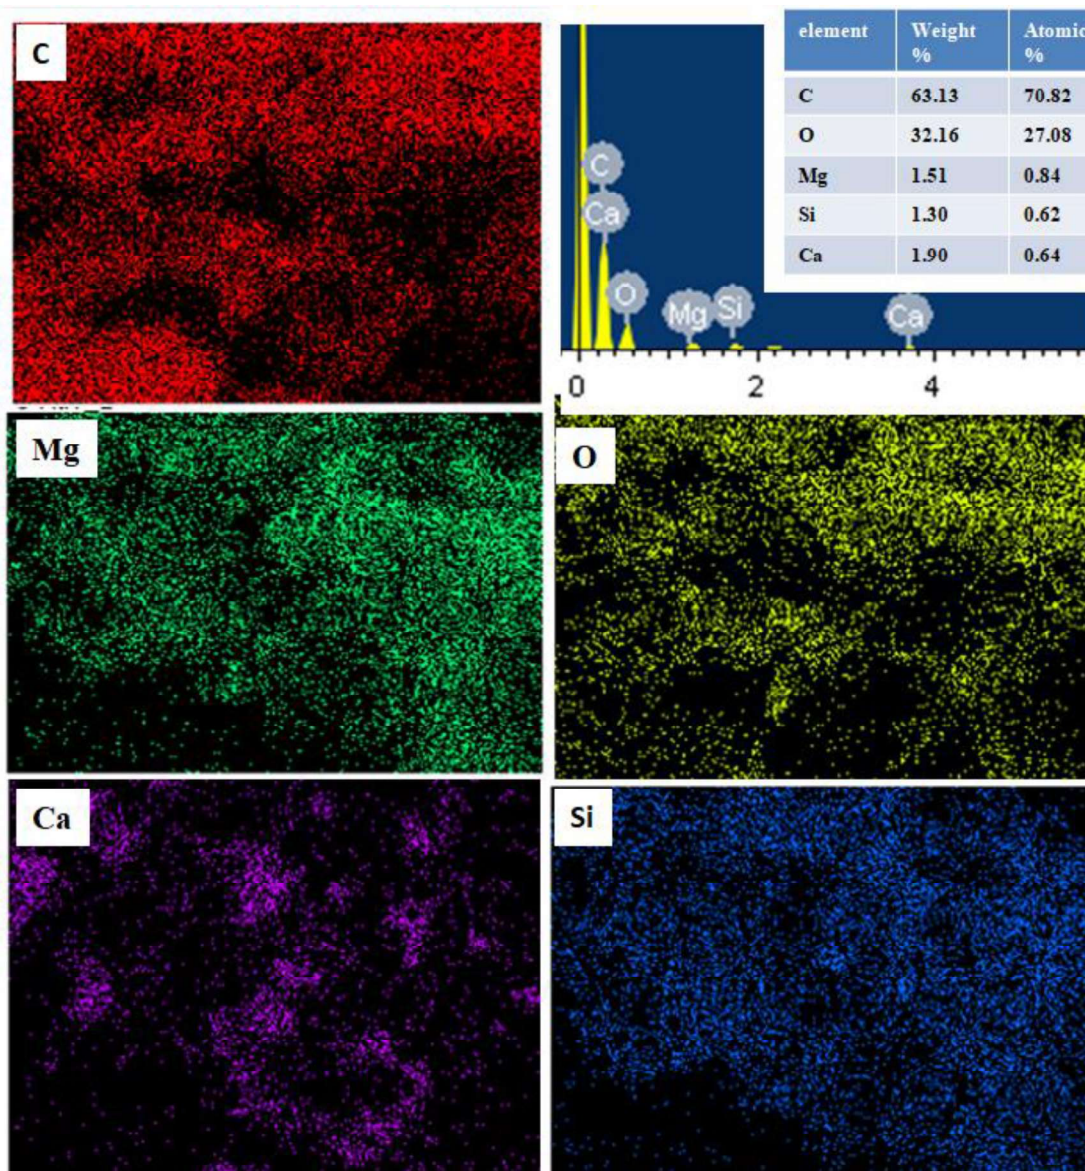 C
element Weight % Atomic %
C 63.13 70.82
O 32.16 27.08
Mg 1.51 0.84
Si 1.30 0.62
Ca 1.90 0.64
C
Ca
O
Mg
Si
Ca
0 2 4
Mg
O
Ca
Si